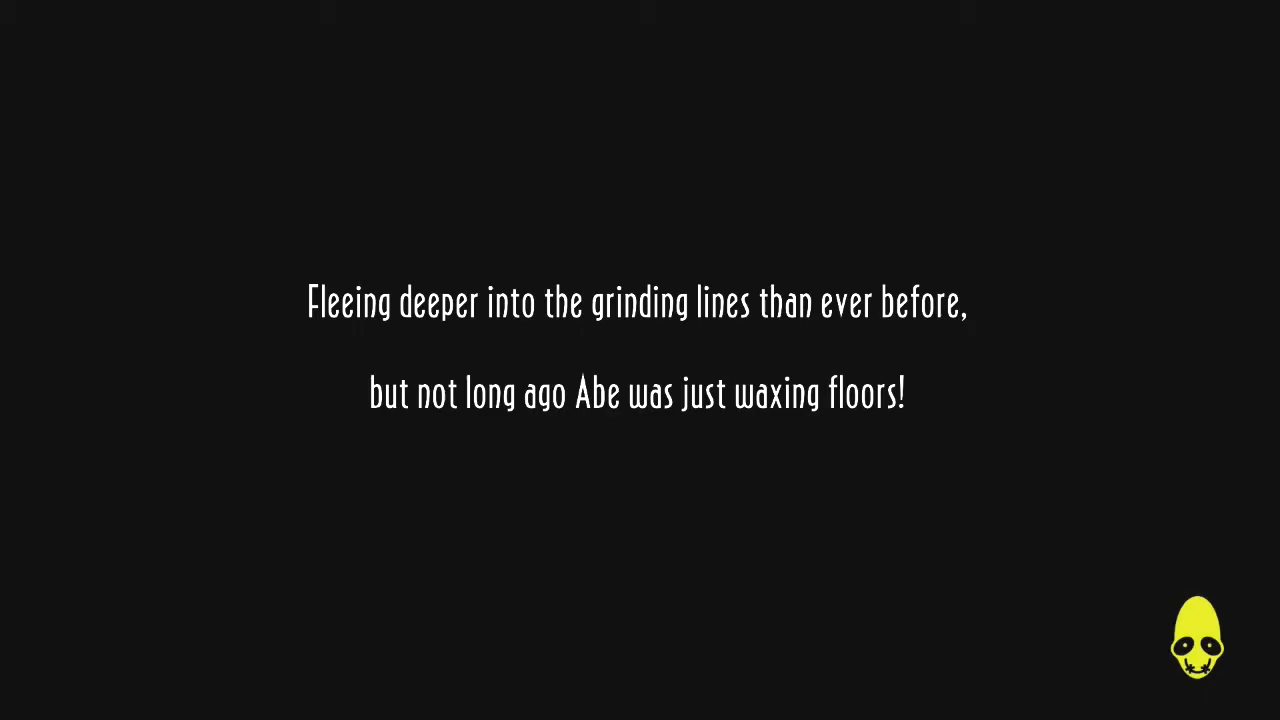 Fleeing deeper into the grinding lines than ever before,
but not long ago Abe was just waxing floors!